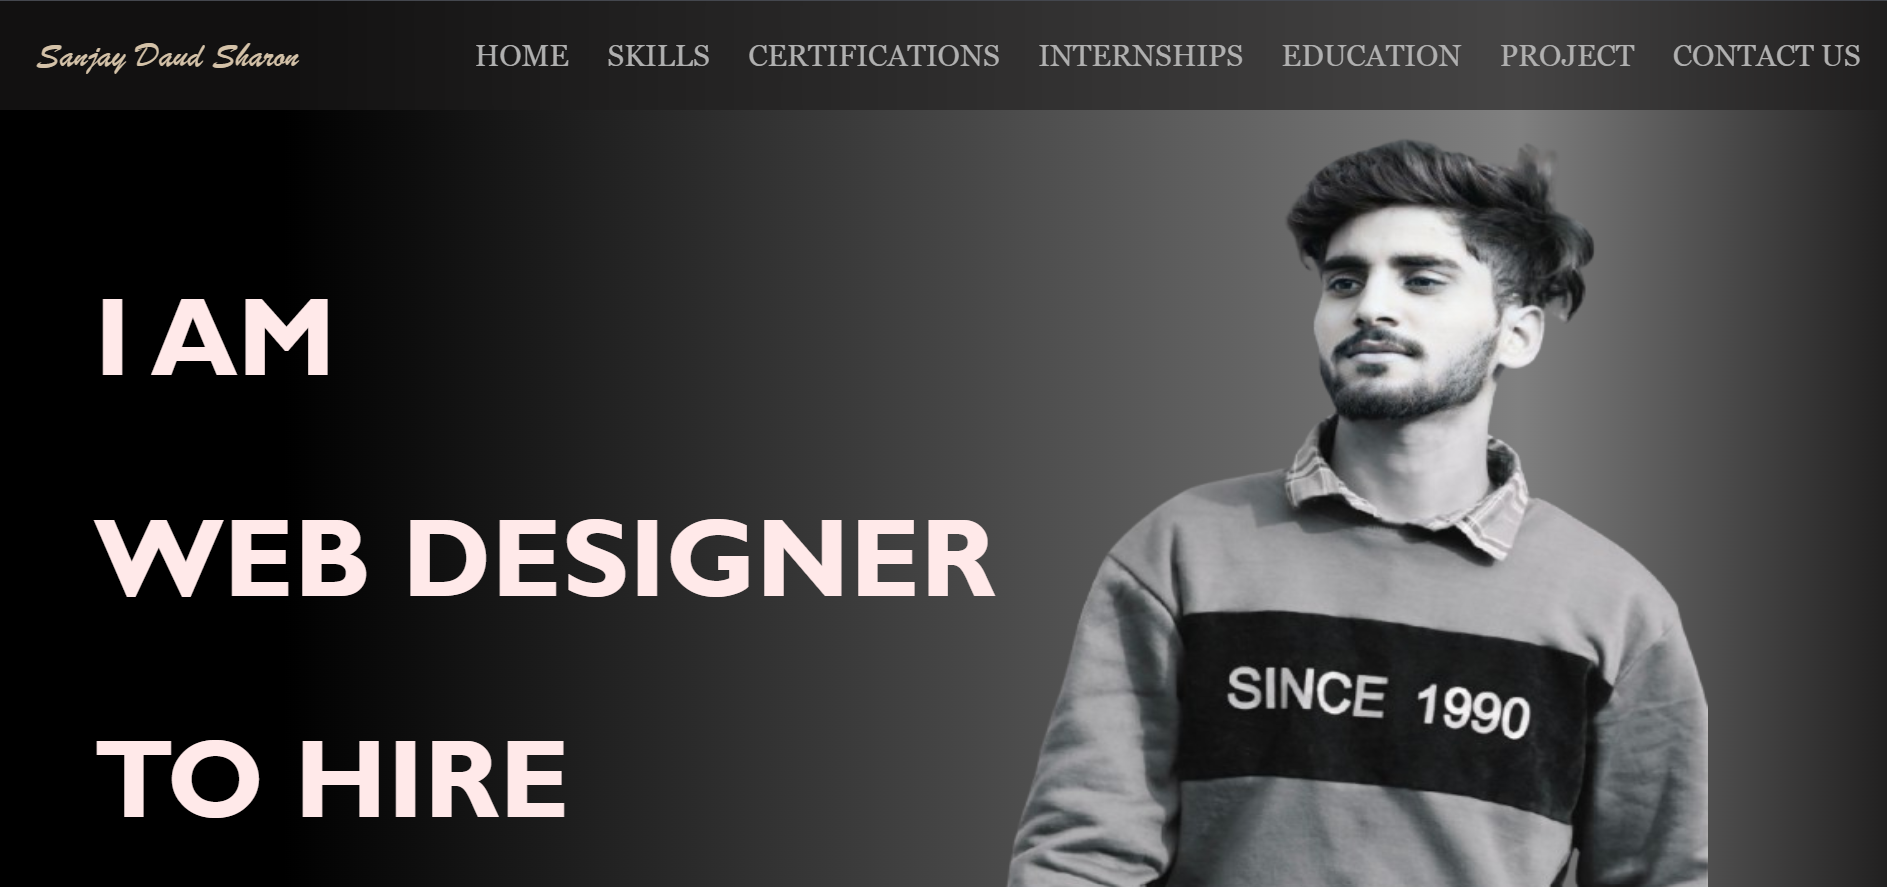 Sanjay Daud Sharon
HOME SKILLS CERTIFICATIONS INTERNSHIPS EDUCATION PROJECT CONTACT US
I AM
WEB DESIGNER
TO HIRE
SINCE 1990